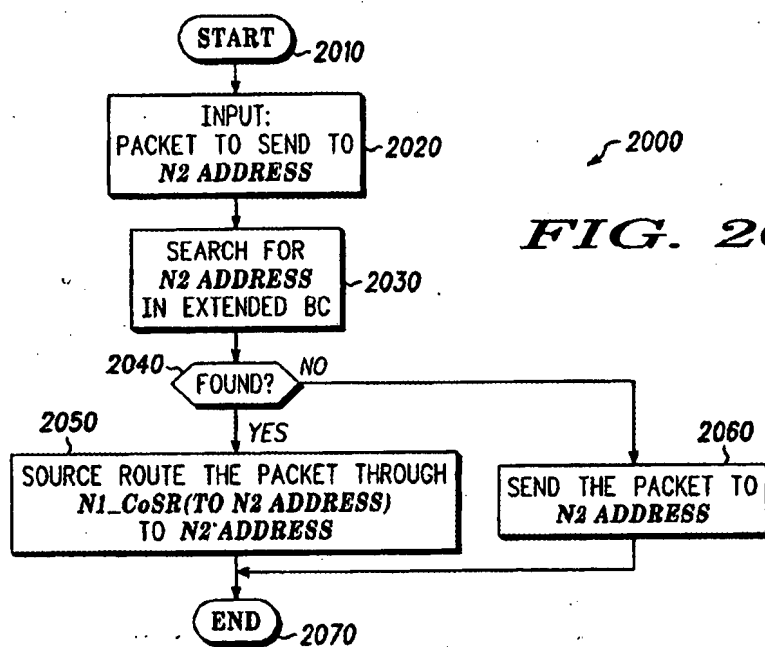 START
2010
INPUT:
PACKET TO SEND TO
N2 ADDRESS
2020
2000
FIG. 20
SEARCH FOR
N2 ADDRESS
IN EXTENDED BC
2030
2040
FOUND?
NO
YES
2050
SOURCE ROUTE THE PACKET THROUGH
N1_CoSR(TO N2 ADDRESS)
TO N2 ADDRESS
2060
SEND THE PACKET TO
N2 ADDRESS
END
2070